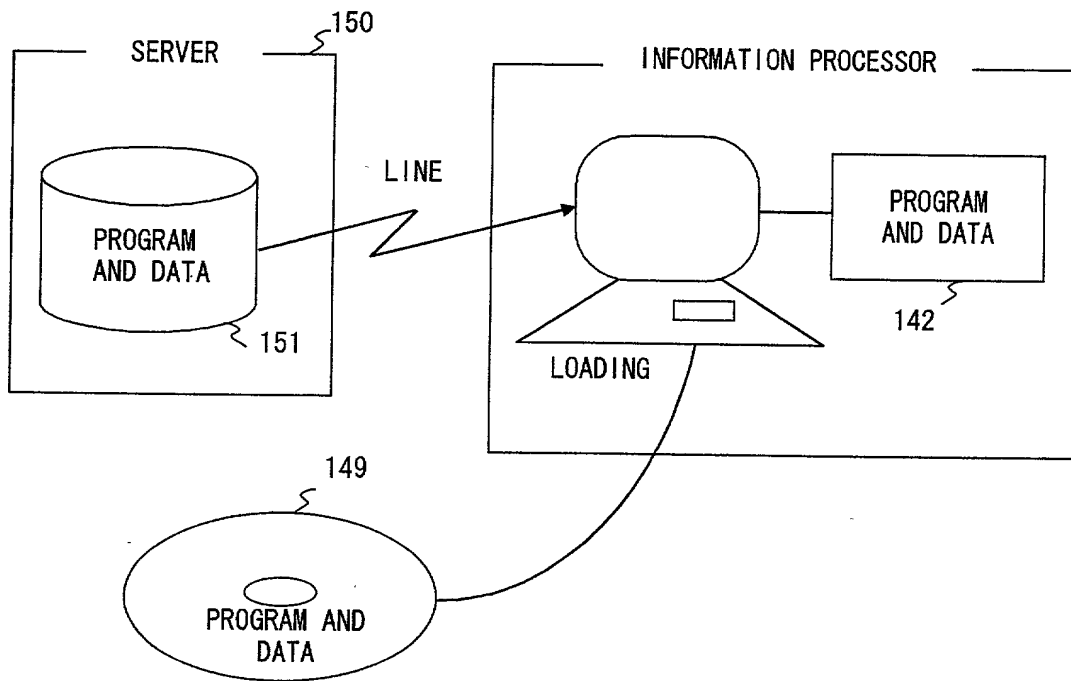 150
SERVER
INFORMATION PROCESSOR
LINE
PROGRAM
AND DATA
PROGRAM
AND DATA
151
142
LOADING
149
PROGRAM AND
DATA